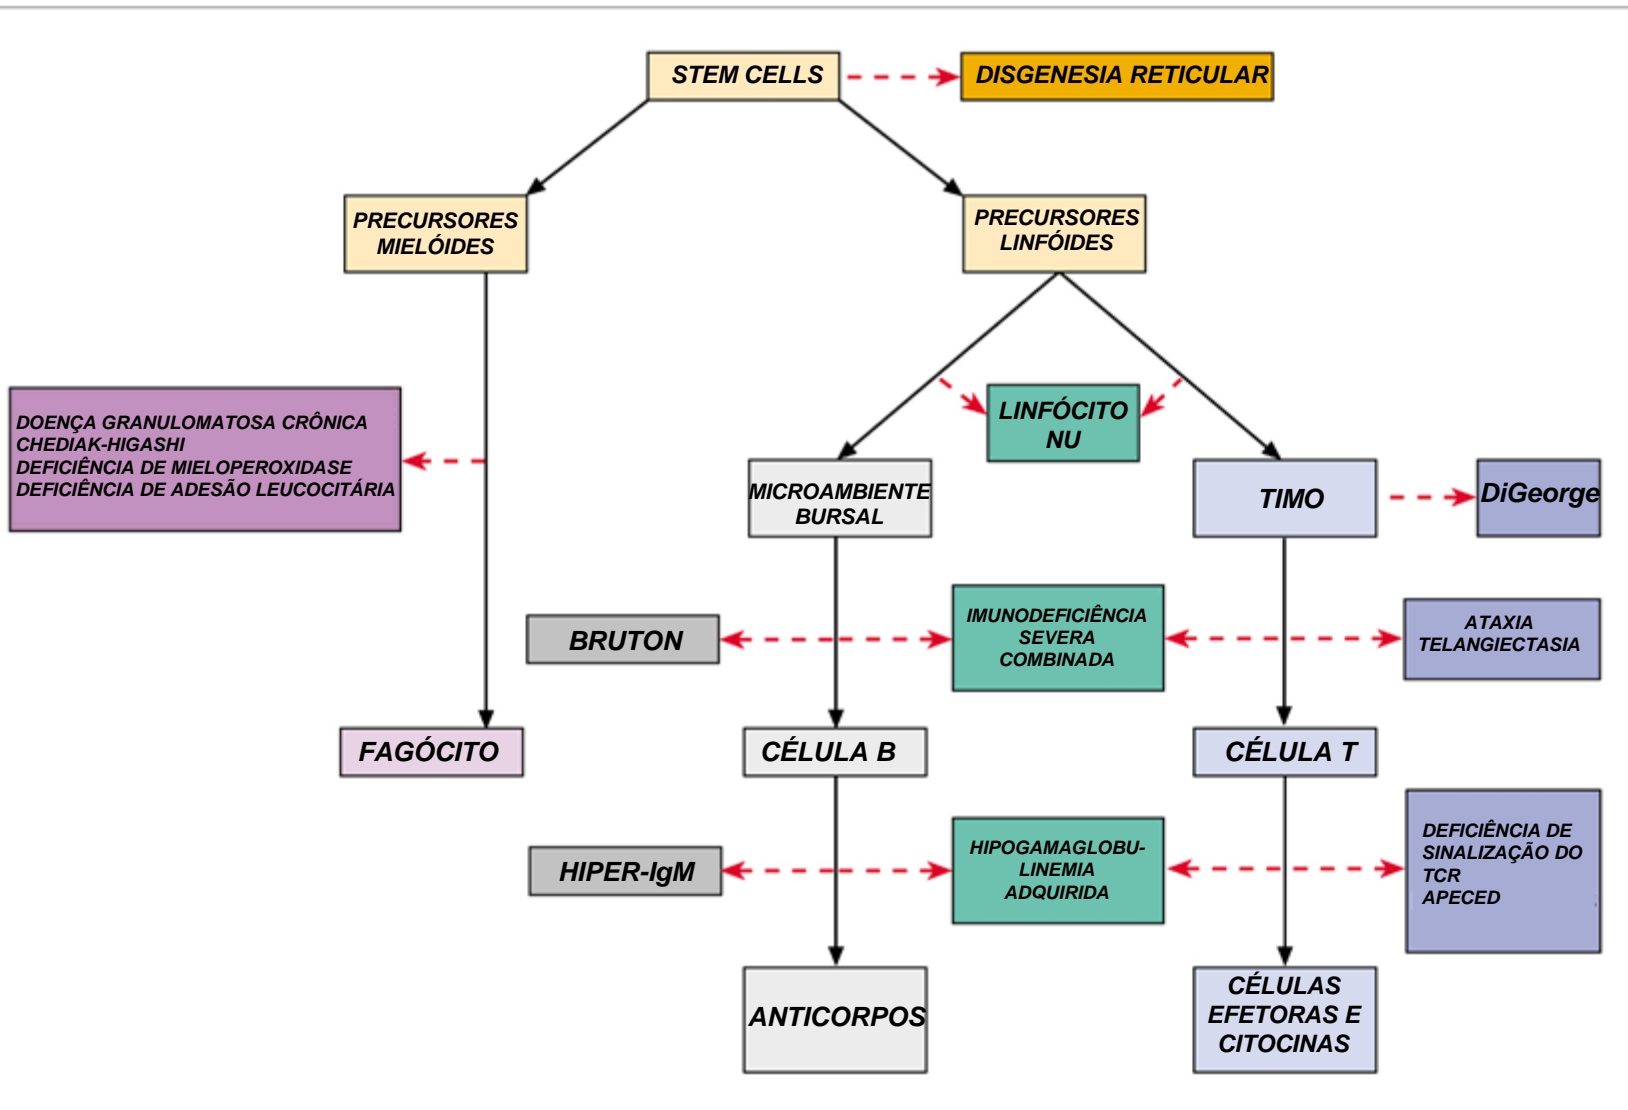 STEM CELLS
DISGENESIA RETICULAR
PRECURSORES
MIELÓIDES
PRECURSORES
LINFÓIDES
DOENÇA GRANULOMATOSA CRÔNICA
CHEDIAK-HIGASHI
DEFICIÊNCIA DE MIELOPEROXIDASE
DEFICIÊNCIA DE ADESÃO LEUCOCITÁRIA
LINFÓCITO
NU
MICROAMBIENTE
BURSAL
TIMO
DiGeorge
BRUTON
IMUNODEFICIÊNCIA
SEVERA
COMBINADA
ATAXIA
TELANGIECTASIA
FAGÓCITO
CÉLULA B
CÉLULA T
HIPER-IgM
HIPOGAMAGLOBU-
LINEMIA
ADQUIRIDA
DEFICIÊNCIA DE
SINALIZAÇÃO DO
TCR
APECED
ANTICORPOS
CÉLULAS
EFETORAS E
CITOCINAS